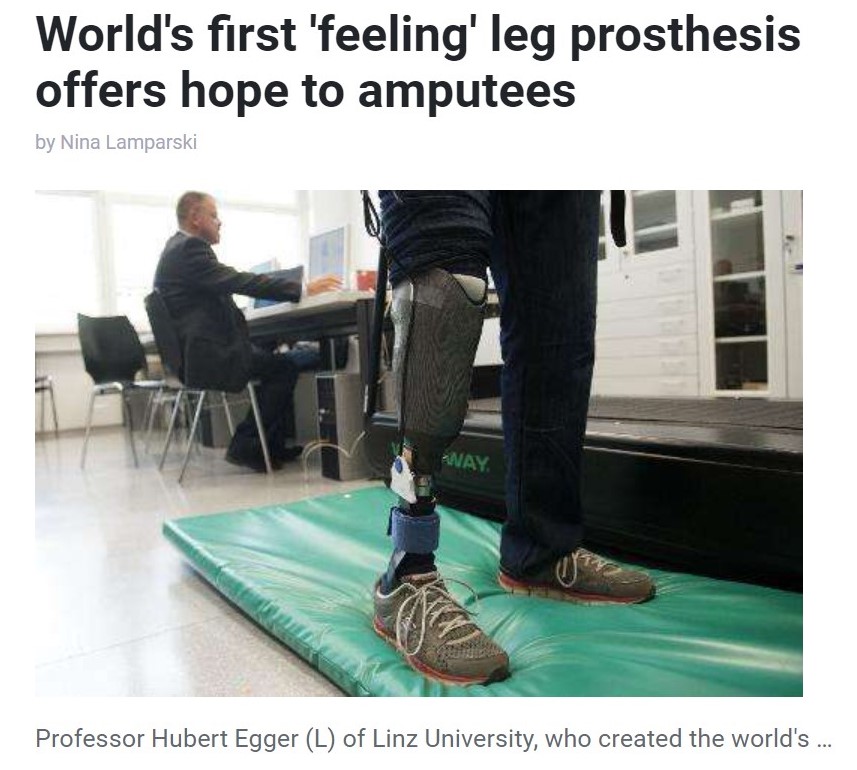 World's first 'feeling' leg prosthesis
offers hope to amputees
by Nina Lamparski
WAY.
Professor Hubert Egger (L) of Linz University, who created the world's ...